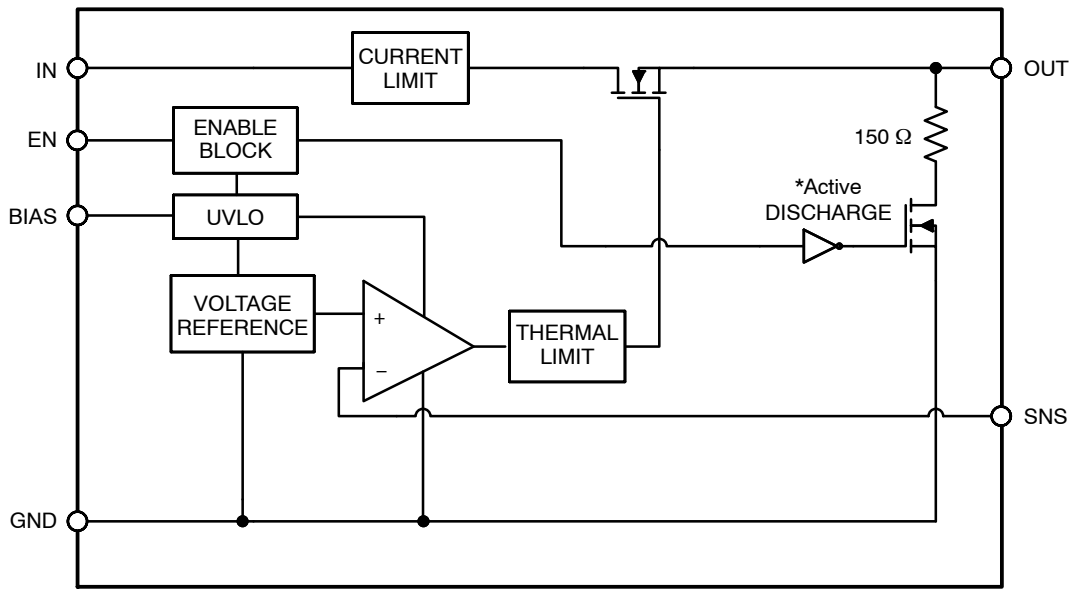 IN
CURRENT
LIMIT
OUT
EN
ENABLE
BLOCK
150 Ω
*Active
DISCHARGE
BIAS
UVLO
VOLTAGE
REFERENCE
+
−
THERMAL
LIMIT
SNS
GND